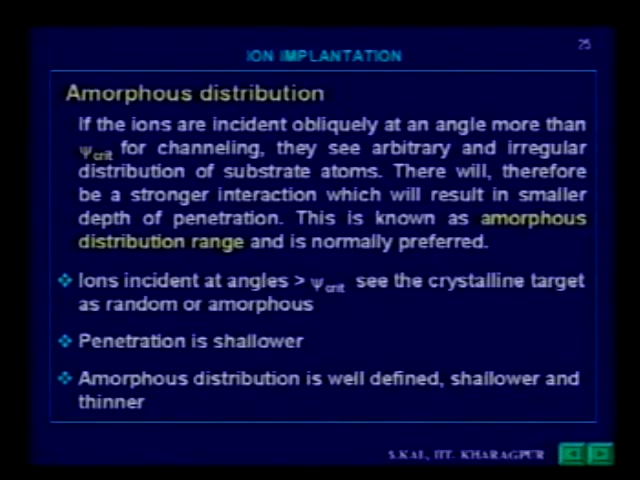 25
ION IMPLANTATION
Amorphous distribution
If the ions are incident obliquely at an angle more than
ψcrit for channeling, they see arbitrary and irregular
distribution of substrate atoms. There will, therefore
be a stronger interaction which will result in smaller
depth of penetration. This is known as amorphous
distribution range and is normally preferred.
❖ Ions incident at angles > ψcrit see the crystalline target
as random or amorphous
❖ Penetration is shallower
❖ Amorphous distribution is well defined, shallower and
thinner
S.KAL, IIT. KHARAGPUR